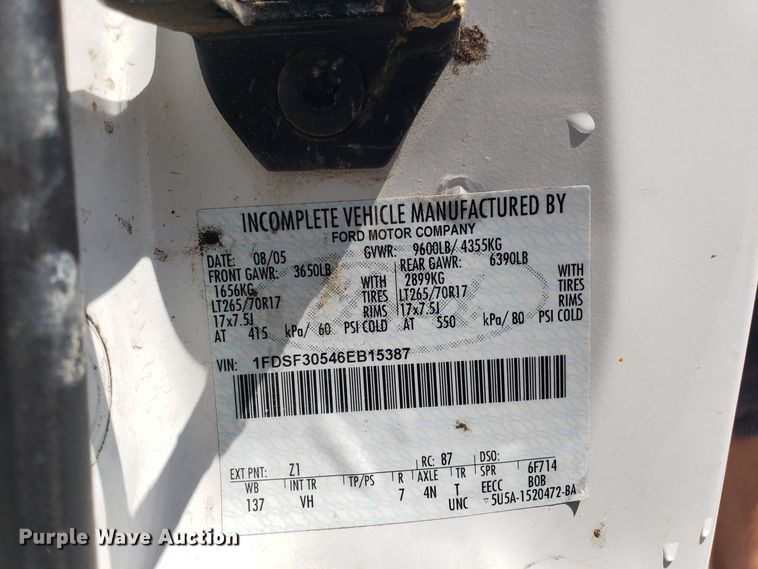 INCOMPLETE VEHICLE MANUFACTURED BY
FORD MOTOR COMPANY
DATE: 08/05 GVWR: 9600LB/ 4355KG
FRONT GAWR: 3650LB REAR GAWR: 6390LB
1656KG WITH 2899KG WITH
LT265/70R17 TIRES LT265/70R17 TIRES
17x7.5J RIMS 17x7.5J RIMS
AT 415 kPa/ 60 PSI COLD AT 550 kPa/ 80 PSI COLD
VIN: 1FDSF30546EB15387
EXT PNT: Z1 RC: 87 DSO:
WB INT TR TP/PS R AXLE TR SPR 6F714
137 VH 7 4N T EECC BOB
UNC 5U5A-1520472-BA
Purple Wave Auction